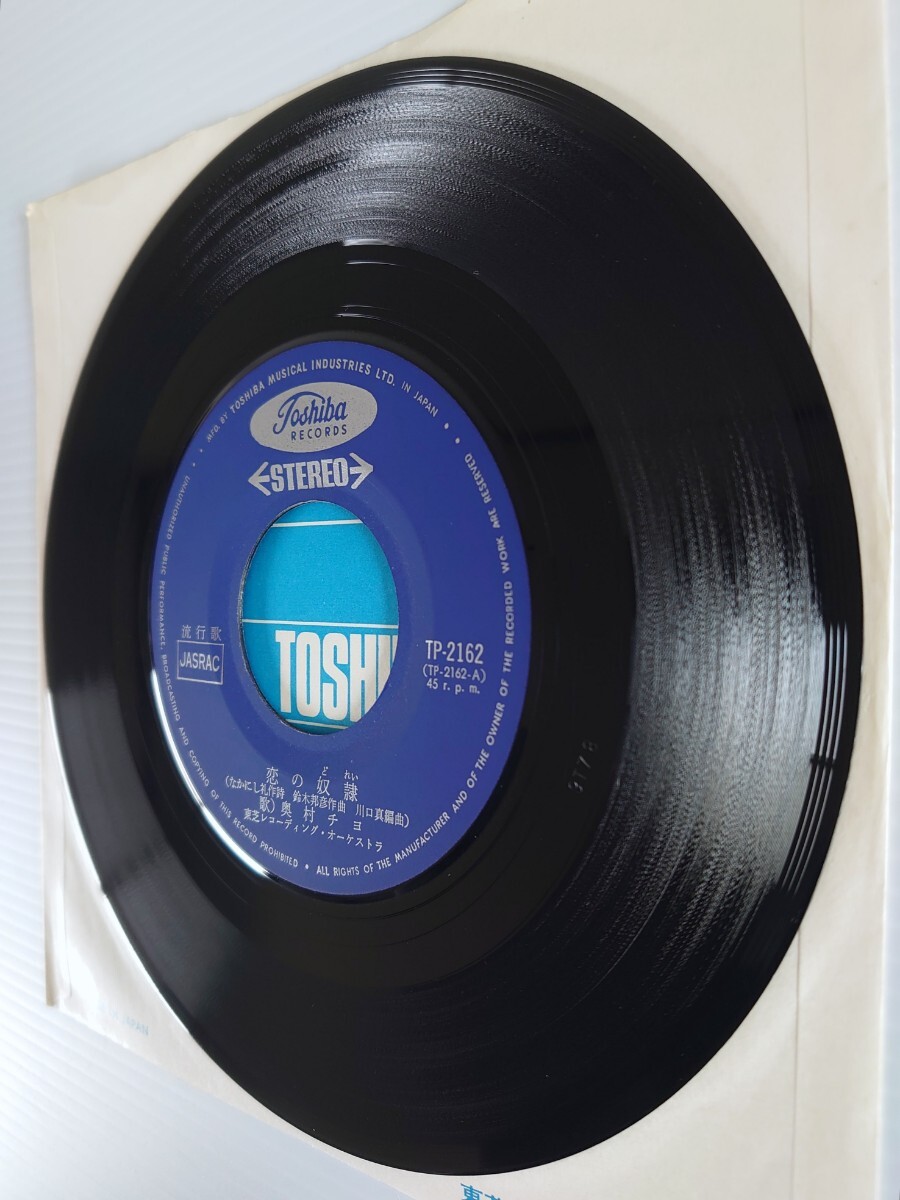 MFD. BY TOSHIBA MUSICAL INDUSTRIES LTD. IN JAPAN
Toshiba
RECORDS
STEREO
TOSHI
流行歌
JASRAC
TP-2162
(TP-2162-A)
45 r.p.m.
ど れい
恋の奴隷
(なかにし礼作詩 鈴木邦彦作曲 川口真編曲)
歌) 奥村チヨ
東芝レコーディング・オーケストラ
UNAUTHORIZED PUBLIC PERFORMANCE, BROADCASTING AND COPYING OF THIS RECORD PROHIBITED • ALL RIGHTS OF THE MANUFACTURER AND OF THE OWNER OF THE RECORDED WORK ARE RESERVED
JAPAN